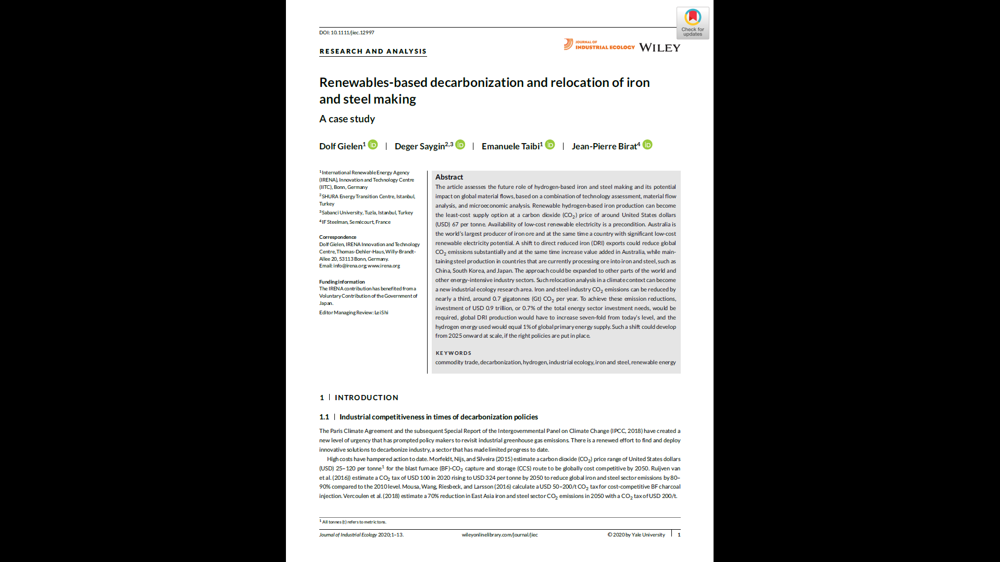 Check for
updates
DOI: 10.1111/jiec.12997
JOURNAL OF
INDUSTRIAL ECOLOGY WILEY
RESEARCH AND ANALYSIS
Renewables-based decarbonization and relocation of iron
and steel making
A case study
Dolf Gielen1 iD | Deger Saygin2,3 iD | Emanuele Taibi1 iD | Jean-Pierre Birat4 iD
1 International Renewable Energy Agency
(IRENA), Innovation and Technology Centre
(IITC), Bonn, Germany
2 SHURA Energy Transition Centre, Istanbul,
Turkey
3 Sabanci University, Tuzla, Istanbul, Turkey
4 IF Steelman, Semécourt, France
Correspondence
Dolf Gielen, IRENA Innovation and Technology
Centre, Thomas-Dehler-Haus, Willy-Brandt-
Allee 20, 53113 Bonn, Germany.
Email: info@irena.org; www.irena.org
Funding information
The IRENA contribution has benefited from a
Voluntary Contribution of the Government of
Japan.
Editor Managing Review: Lei Shi
Abstract
The article assesses the future role of hydrogen-based iron and steel making and its potential
impact on global material flows, based on a combination of technology assessment, material flow
analysis, and microeconomic analysis. Renewable hydrogen-based iron production can become
the least-cost supply option at a carbon dioxide (CO2) price of around United States dollars
(USD) 67 per tonne. Availability of low-cost renewable electricity is a precondition. Australia is
the world's largest producer of iron ore and at the same time a country with significant low-cost
renewable electricity potential. A shift to direct reduced iron (DRI) exports could reduce global
CO2 emissions substantially and at the same time increase value added in Australia, while main-
taining steel production in countries that are currently processing ore into iron and steel, such as
China, South Korea, and Japan. The approach could be expanded to other parts of the world and
other energy-intensive industry sectors. Such relocation analysis in a climate context can become
a new industrial ecology research area. Iron and steel industry CO2 emissions can be reduced by
nearly a third, around 0.7 gigatonnes (Gt) CO2 per year. To achieve these emission reductions,
investment of USD 0.9 trillion, or 0.7% of the total energy sector investment needs, would be
required, global DRI production would have to increase seven-fold from today's level, and the
hydrogen energy used would equal 1% of global primary energy supply. Such a shift could develop
from 2025 onward at scale, if the right policies are put in place.
KEYWORDS
commodity trade, decarbonization, hydrogen, industrial ecology, iron and steel, renewable energy
1 | INTRODUCTION
1.1 | Industrial competitiveness in times of decarbonization policies
The Paris Climate Agreement and the subsequent Special Report of the Intergovernmental Panel on Climate Change (IPCC, 2018) have created a
new level of urgency that has prompted policy makers to revisit industrial greenhouse gas emissions. There is a renewed effort to find and deploy
innovative solutions to decarbonize industry, a sector that has made limited progress to date.
High costs have hampered action to date. Morfeldt, Nijs, and Silveira (2015) estimate a carbon dioxide (CO2) price range of United States dollars
(USD) 25–120 per tonne1 for the blast furnace (BF)-CO2 capture and storage (CCS) route to be globally cost competitive by 2050. Ruijven van
et al. (2016)) estimate a CO2 tax of USD 100 in 2020 rising to USD 324 per tonne by 2050 to reduce global iron and steel sector emissions by 80–
90% compared to the 2010 level. Mousa, Wang, Riesbeck, and Larsson (2016) calculate a USD 50–200/t CO2 tax for cost-competitive BF charcoal
injection. Vercoulen et al. (2018) estimate a 70% reduction in East Asia iron and steel sector CO2 emissions in 2050 with a CO2 tax of USD 200/t.
1 All tonnes (t) refers to metric tons.
Journal of Industrial Ecology 2020;1–13. wileyonlinelibrary.com/journal/jiec © 2020 by Yale University | 1